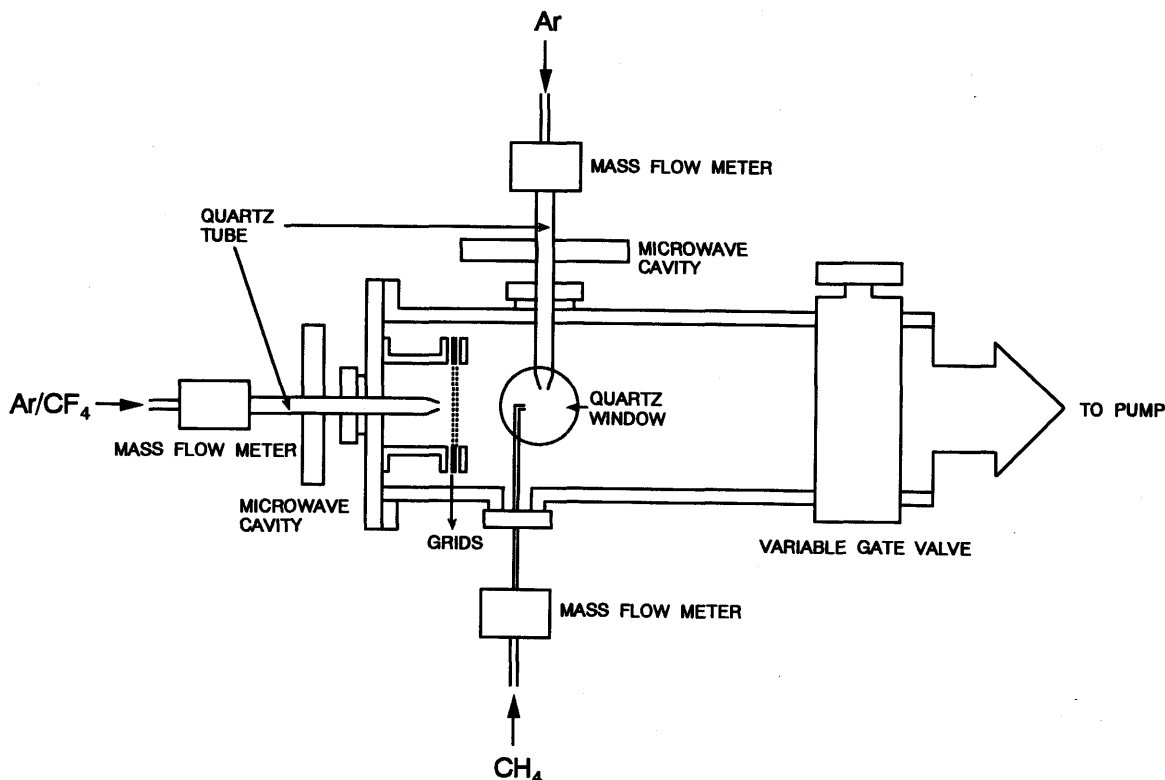 Ar
MASS FLOW METER
QUARTZ
TUBE
MICROWAVE
CAVITY
Ar/CF₄
MASS FLOW METER
QUARTZ
WINDOW
TO PUMP
MICROWAVE
CAVITY
GRIDS
VARIABLE GATE VALVE
MASS FLOW METER
CH₄